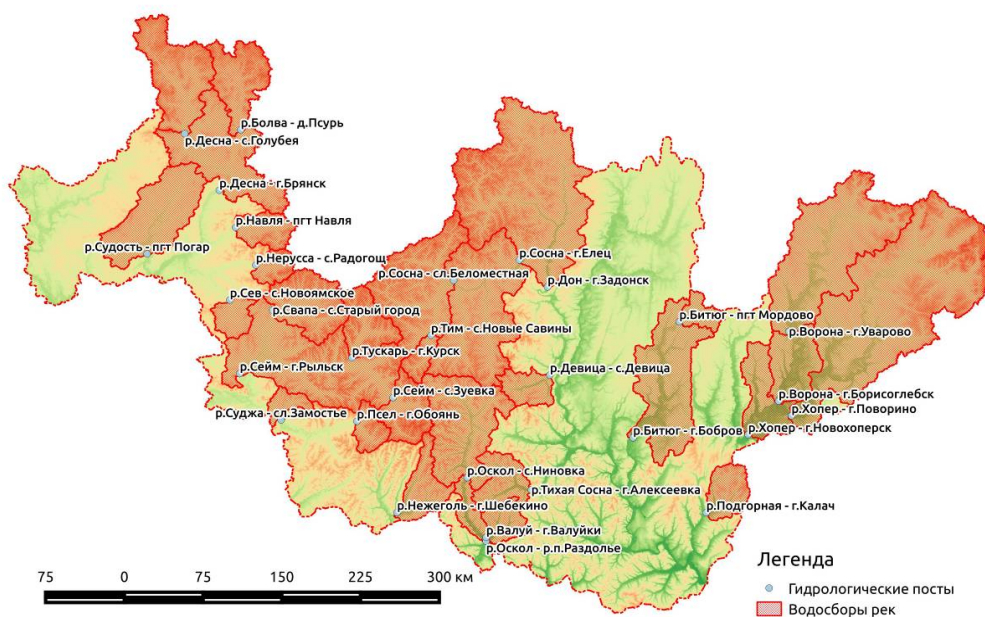 р.Болва - д.Псурь
р.Десна - с.Голубея
р.Десна - г.Брянск
р.Навля - пгт Навля
р.Судость - пгт Погар
р.Нерусса - с.Радогощ
р.Сосна - г.Елец
р.Сосна - сл.Беломестная
р.Дон - г.Задонск
р.Сев - с.Новоямское
р.Свапа - с.Старый город
р.Битюг - пгт Мордово
р.Тим - с.Новые Савины
р.Ворона - г.Уварово
р.Тускарь - г.Курск
р.Сейм - г.Рыльск
р.Девица - с.Девица
р.Сейм - с.Зуевка
р.Ворона - г.Борисоглебск
р.Суджа - сл.Замостье
р.Псел - г.Обоянь
р.Хопер - г.Поворино
р.Битюг - г.Бобров
р.Хопер - г.Новохоперск
р.Оскол - с.Ниновка
р.Тихая Сосна - г.Алексеевка
р.Нежеголь - г.Шебекино
р.Подгорная - г.Калач
р.Валуй - г.Валуйки
р.Оскол - р.п.Раздолье
Легенда
75 0 75 150 225 300 км
Гидрологические посты
Водосборы рек